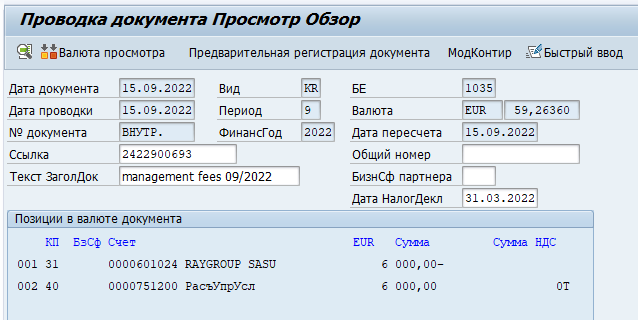 Проводка документа Просмотр Обзор
Валюта просмотра Предварительная регистрация документа МодКонтир Быстрый ввод
Дата документа 15.09.2022 Вид KR БЕ 1035
Дата проводки 15.09.2022 Период 9 Валюта EUR 59,26360
№ документа ВНУТР. ФинансГод 2022 Дата пересчета 15.09.2022
Ссылка 2422900693 Общий номер
Текст ЗаголДок management fees 09/2022 БизнСф партнера
Дата НалогДекл 31.03.2022
Позиции в валюте документа
КП ВзСф Счет EUR Сумма Сумма НДС
001 31 0000601024 RAYGROUP SASU 6 000,00-
002 40 0000751200 РасъУпрУсл 6 000,00 0T